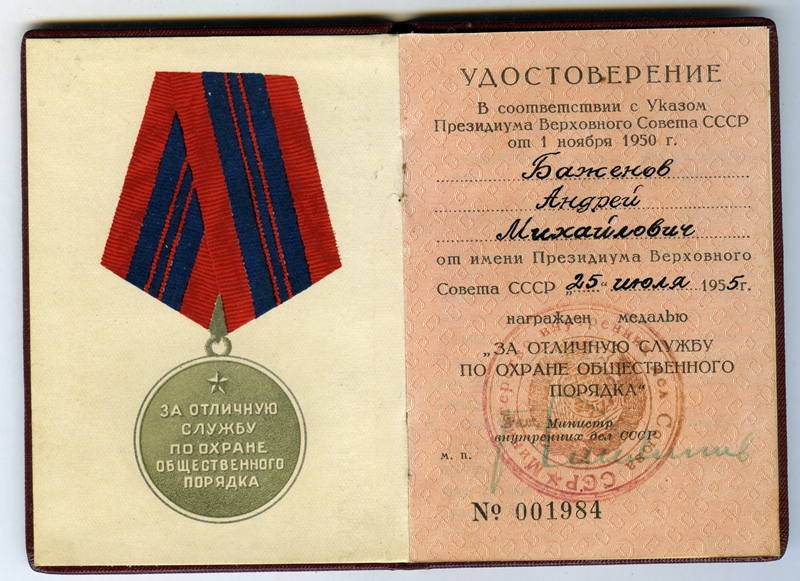 ЗА ОТЛИЧНУЮ
СЛУЖБУ
ПО ОХРАНЕ
ОБЩЕСТВЕННОГО
ПОРЯДКА
УДОСТОВЕРЕНИЕ
В соответствии с Указом
Президиума Верховного Совета СССР
от 1 ноября 1950 г.
Баженов
Андрей
Михайлович
от имени Президиума Верховного
Совета СССР „25“ июля 1955г.
награжден медалью
„ЗА ОТЛИЧНУЮ СЛУЖБУ
ПО ОХРАНЕ ОБЩЕСТВЕННОГО
ПОРЯДКА“
Зам. Министр
внутренних дел СССР
м. п.
№ 001984